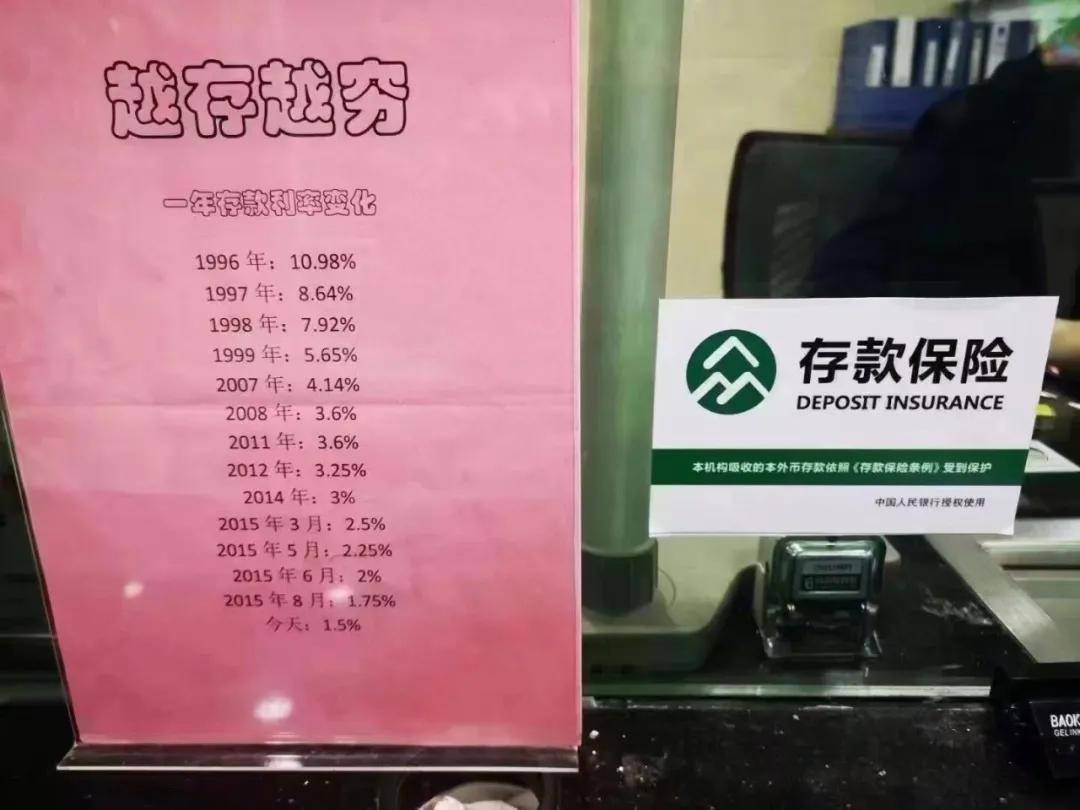 越存越穷
一年存款利率变化
1996 年：10.98%
1997 年：8.64%
1998 年：7.92%
1999 年：5.65%
2007 年：4.14%
2008 年：3.6%
2011 年：3.6%
2012 年：3.25%
2014 年：3%
2015 年 3 月：2.5%
2015 年 5 月：2.25%
2015 年 6 月：2%
2015 年 8 月：1.75%
今天：1.5%
存款保险
DEPOSIT INSURANCE
本机构吸收的本外币存款依照《存款保险条例》受到保护
中国人民银行授权使用